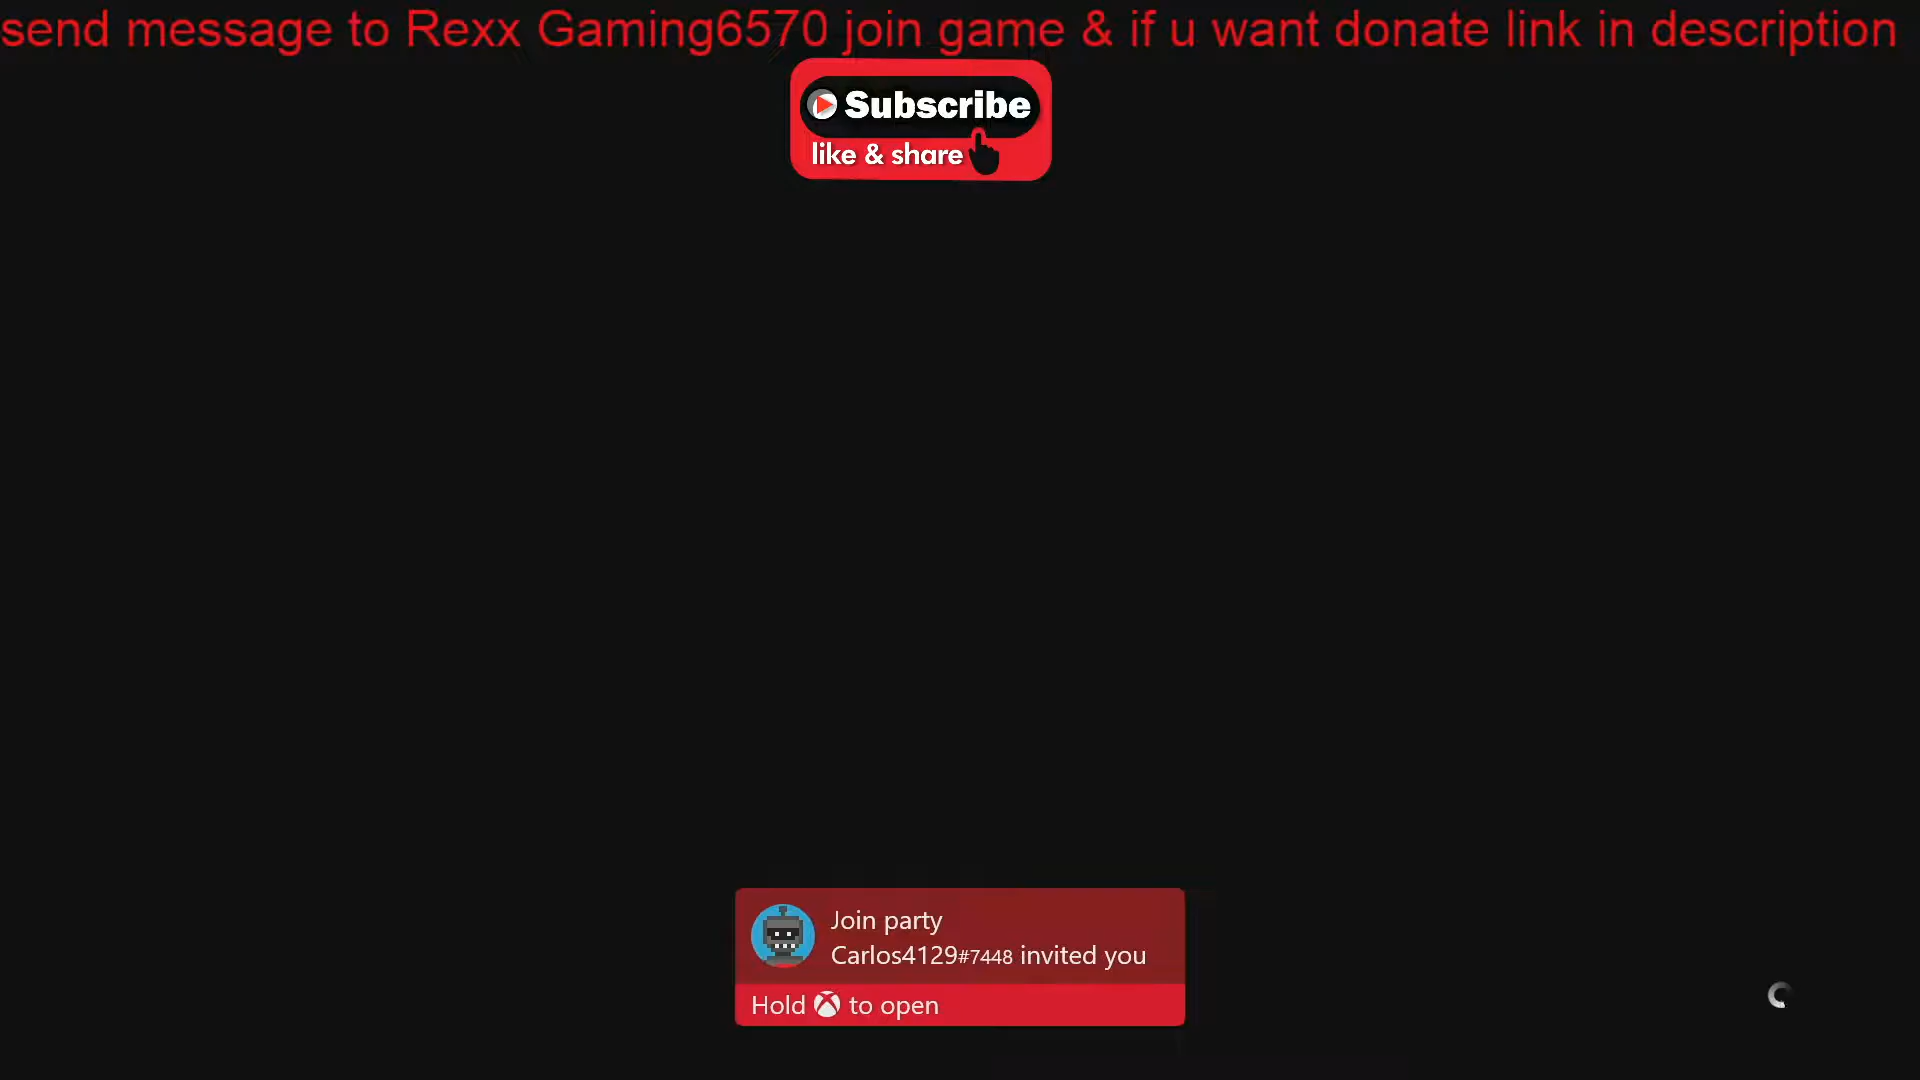 send message to Rexx Gaming6570 join game & if u want donate link in description
Subscribe
like & share
Join party
Carlos4129#7448 invited you
Hold to open